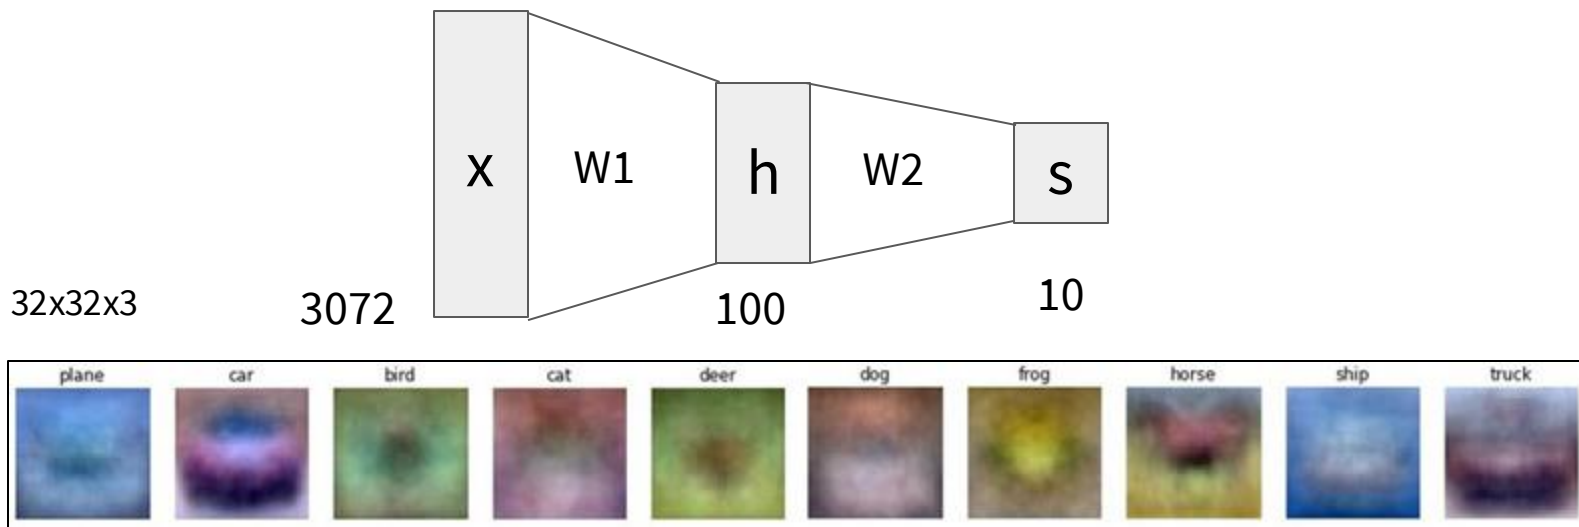 x W1 h W2 s
32x32x3 3072 100 10
plane car bird cat deer dog frog horse ship truck